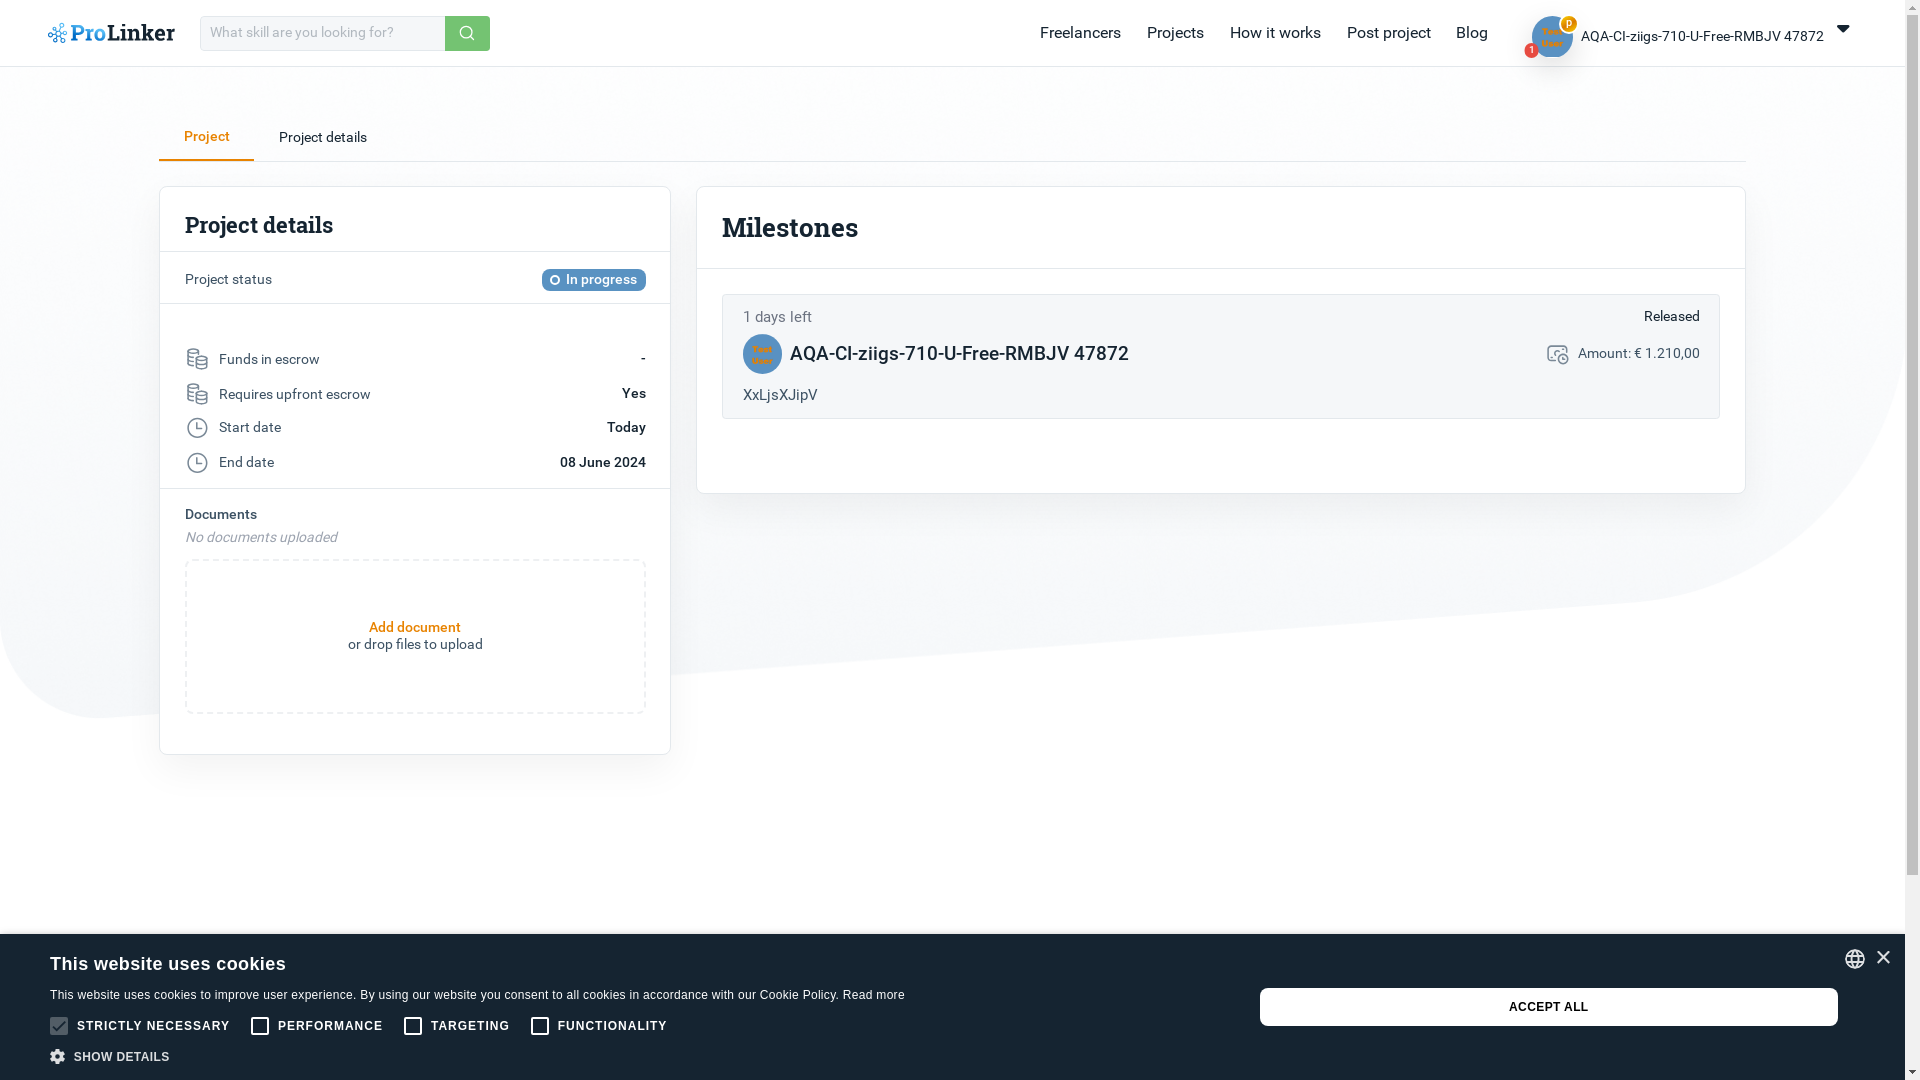 ProLinker
What skill are you looking for?
Freelancers
Projects
How it works
Post project
Blog
p
1
AQA-CI-ziigs-710-U-Free-RMBJV 47872
Project
Project details
Project details
Project status
In progress
Funds in escrow
-
Requires upfront escrow
Yes
Start date
Today
End date
08 June 2024
Documents
No documents uploaded
Add document
or drop files to upload
Milestones
1 days left
Released
AQA-CI-ziigs-710-U-Free-RMBJV 47872
Amount: € 1.210,00
XxLjsXJipV
This website uses cookies
This website uses cookies to improve user experience. By using our website you consent to all cookies in accordance with our Cookie Policy. Read more
STRICTLY NECESSARY
PERFORMANCE
TARGETING
FUNCTIONALITY
SHOW DETAILS
ACCEPT ALL